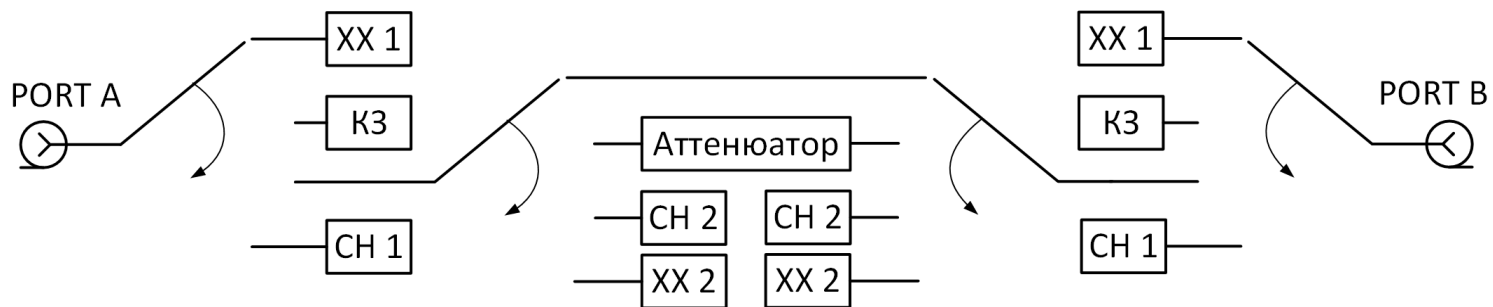 XX 1
XX 1
PORT A
PORT B
КЗ
КЗ
Аттенюатор
СН 2
СН 2
СН 1
СН 1
XX 2
XX 2